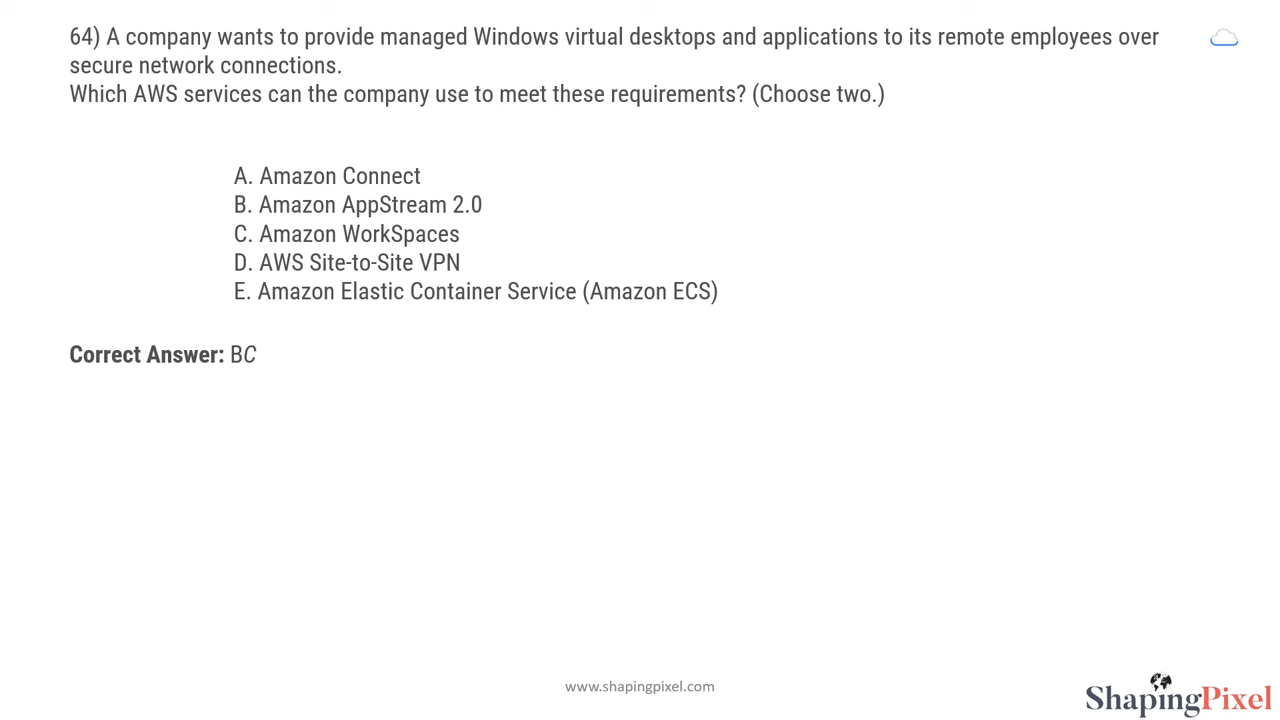 64) A company wants to provide managed Windows virtual desktops and applications to its remote employees over
secure network connections.
Which AWS services can the company use to meet these requirements? (Choose two.)
A. Amazon Connect
B. Amazon AppStream 2.0
C. Amazon WorkSpaces
D. AWS Site-to-Site VPN
E. Amazon Elastic Container Service (Amazon ECS)
Correct Answer: BC
www.shapingpixel.com
ShapingPixel